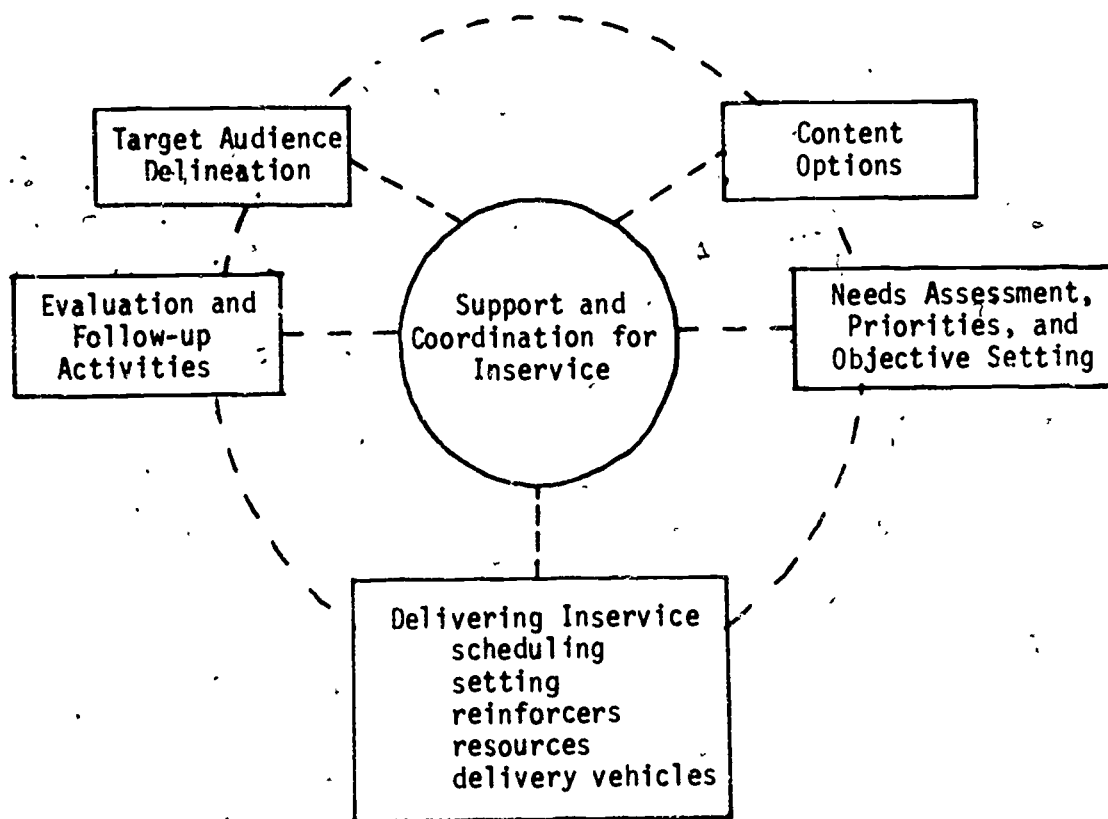 Target Audience
Delineation
Content
Options
Evaluation and
Follow-up
Activities
Support and
Coordination for
Inservice
Needs Assessment,
Priorities, and
Objective Setting
Delivering Inservice
scheduling
setting
reinforcers
resources
delivery vehicles